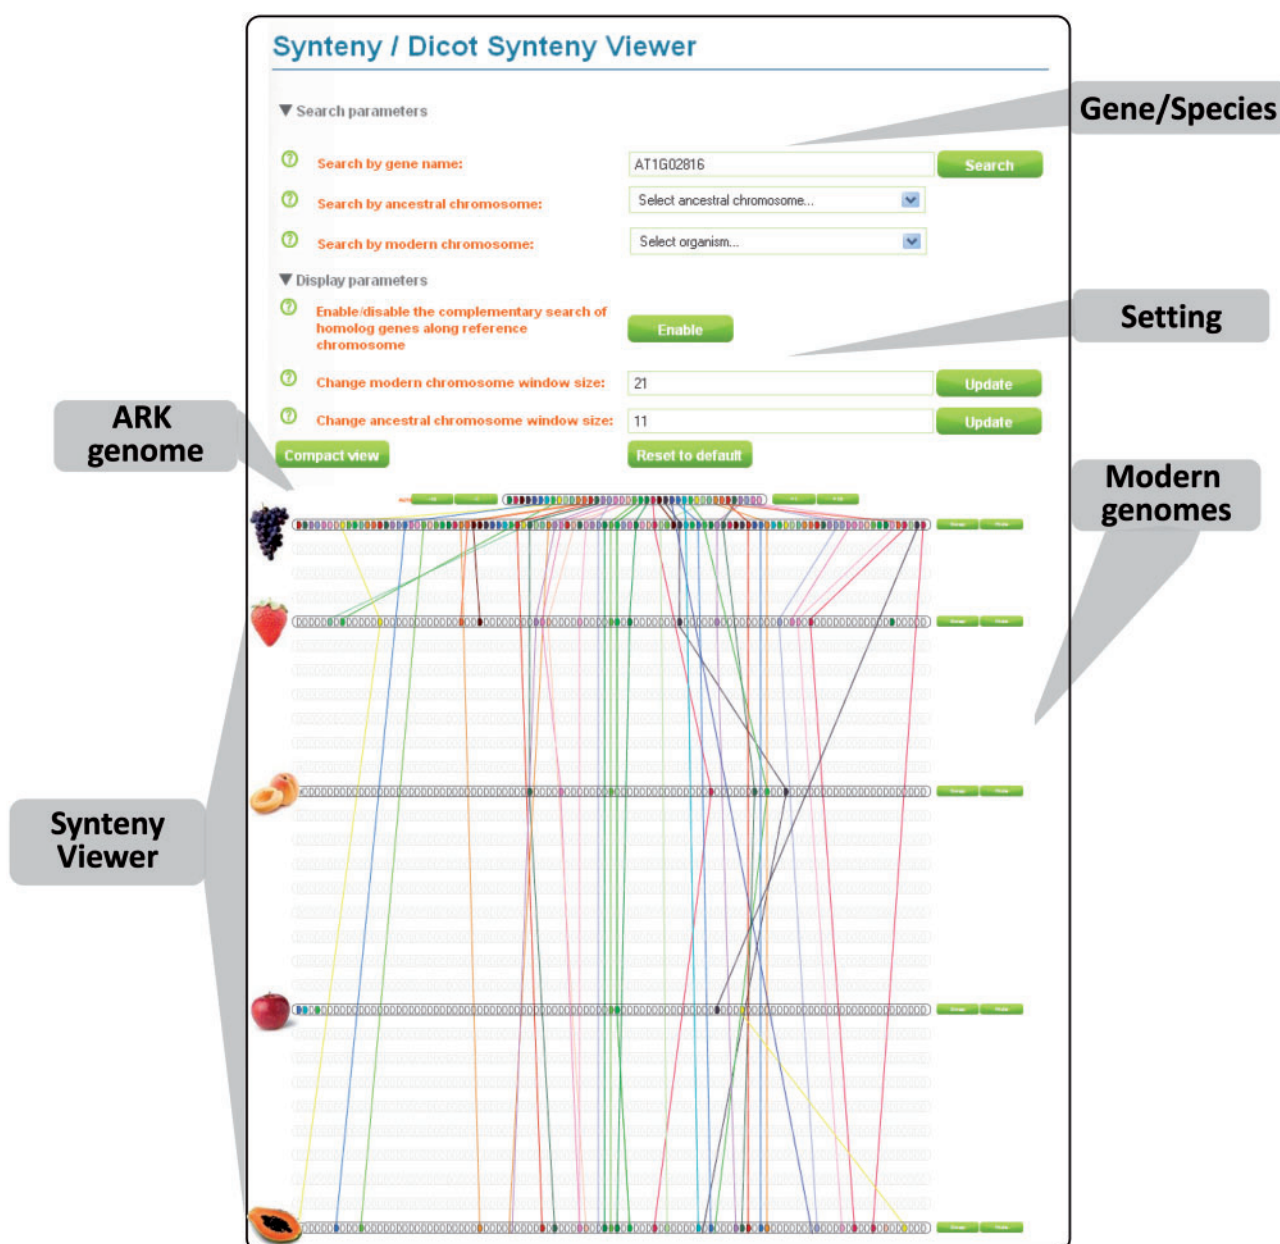 Synteny / Dicot Synteny Viewer
Search parameters
Gene/Species
Search by gene name:
AT1G02816
Search
Search by ancestral chromosome:
Select ancestral chromosome...
Search by modern chromosome:
Select organism...
Display parameters
Enable/disable the complementary search of
homolog genes along reference
chromosome
Enable
Setting
Change modern chromosome window size:
21
Update
Change ancestral chromosome window size:
11
Update
ARK
genome
Compact view
Reset to default
Modern
genomes
Synteny
Viewer